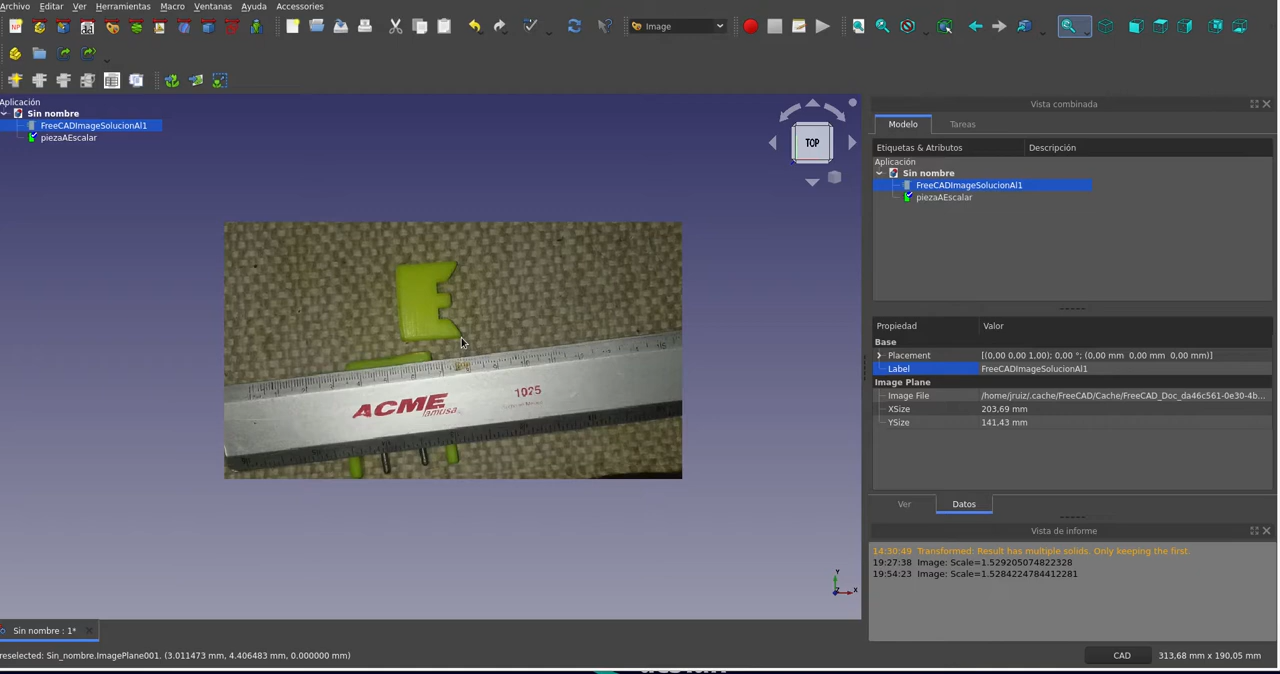 Archivo Editar Ver Herramientas Macro Ventanas Ayuda Accessories
Image
Aplicación
Sin nombre
FreeCADImageSolucionAl1
piezaAEscalar
TOP
ACME
lamusa
1025
Y
X
Z
Vista combinada
Modelo Tareas
Etiquetas & Atributos Descripción
Aplicación
Sin nombre
FreeCADImageSolucionAl1
piezaAEscalar
Propiedad Valor
Base
Placement [(0,00 0,00 1,00); 0,00 °; (0,00 mm 0,00 mm 0,00 mm)]
Label FreeCADImageSolucionAl1
Image Plane
Image File /home/jruiz/.cache/FreeCAD/Cache/FreeCAD_Doc_da46c561-0e30-4b...
XSize 203,69 mm
YSize 141,43 mm
Ver Datos
Vista de informe
14:30:49 Transformed: Result has multiple solids. Only keeping the first.
19:27:38 Image: Scale=1.529205074822328
19:54:23 Image: Scale=1.5284224784412281
Sin nombre : 1*
reselected: Sin_nombre.ImagePlane001. (3.011473 mm, 4.406483 mm, 0.000000 mm)
CAD 313,68 mm x 190,05 mm